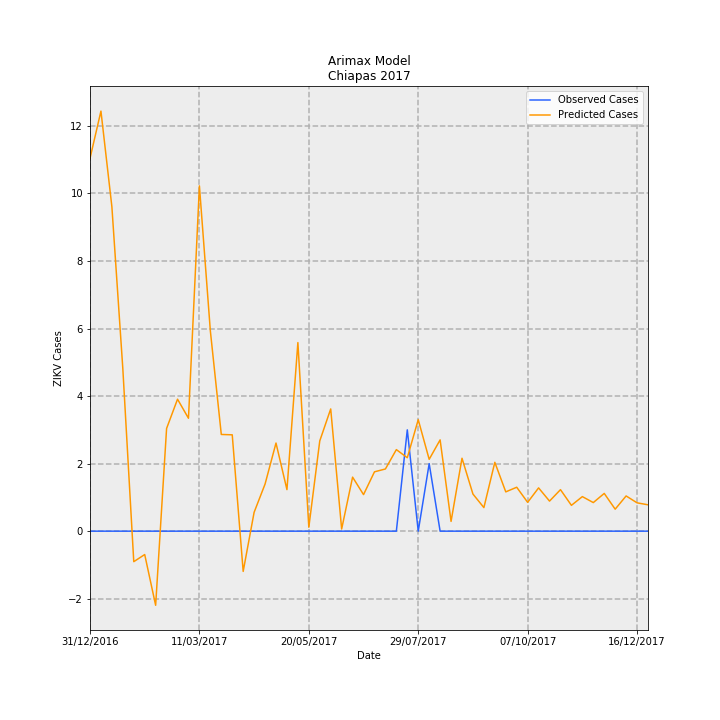 Arimax Model
Chiapas 2017
Observed Cases
Predicted Cases
12
10
8
6
4
2
0
−2
ZIKV Cases
31/12/2016
11/03/2017
20/05/2017
29/07/2017
07/10/2017
16/12/2017
Date